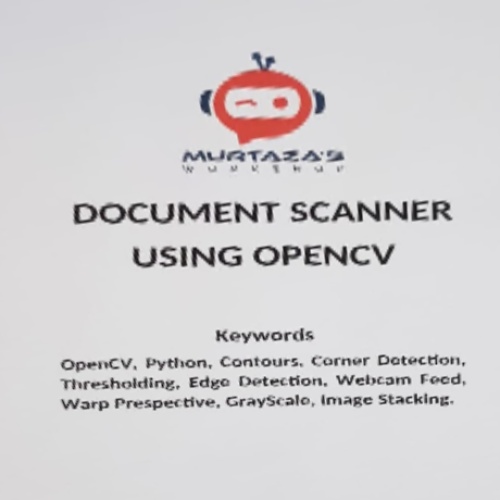 MURTAZA'S
WORKSHOP
DOCUMENT SCANNER
USING OPENCV
Keywords
OpenCV, Python, Contours, Corner Detection,
Thresholding, Edge Detection, Webcam Feed,
Warp Prespective, GrayScale, Image Stacking.